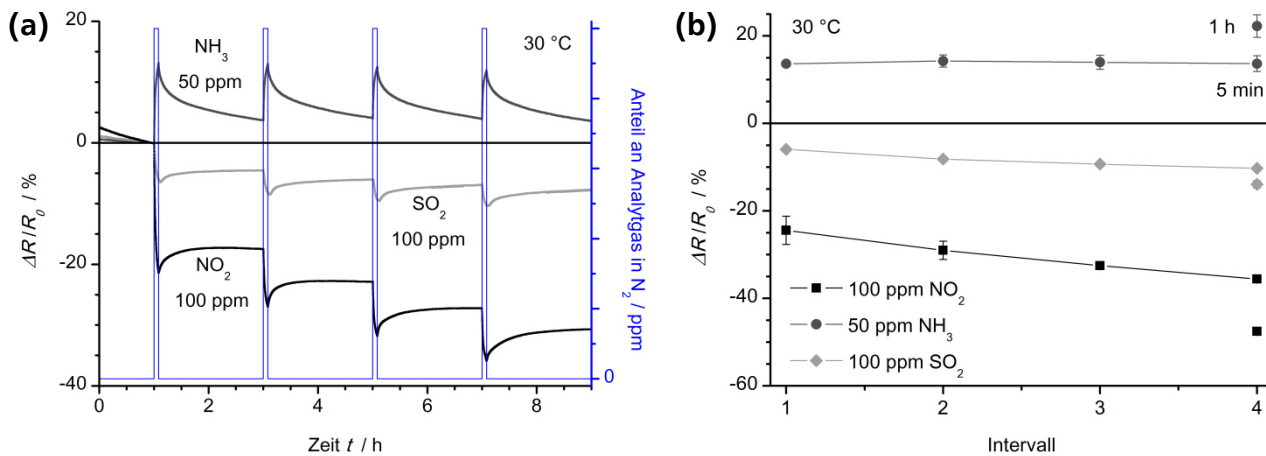 (a)
20
10
0
-10
-20
-40
ΔR/R₀ / %
NH₃
50 ppm
30 °C
SO₂
100 ppm
NO₂
100 ppm
0
Anteil an Analytgas in N₂ / ppm
0 2 4 6 8
Zeit t / h
(b)
30 °C
1 h
5 min
20
0
-20
-40
-60
ΔR/R₀ / %
100 ppm NO₂
50 ppm NH₃
100 ppm SO₂
1 2 3 4
Intervall